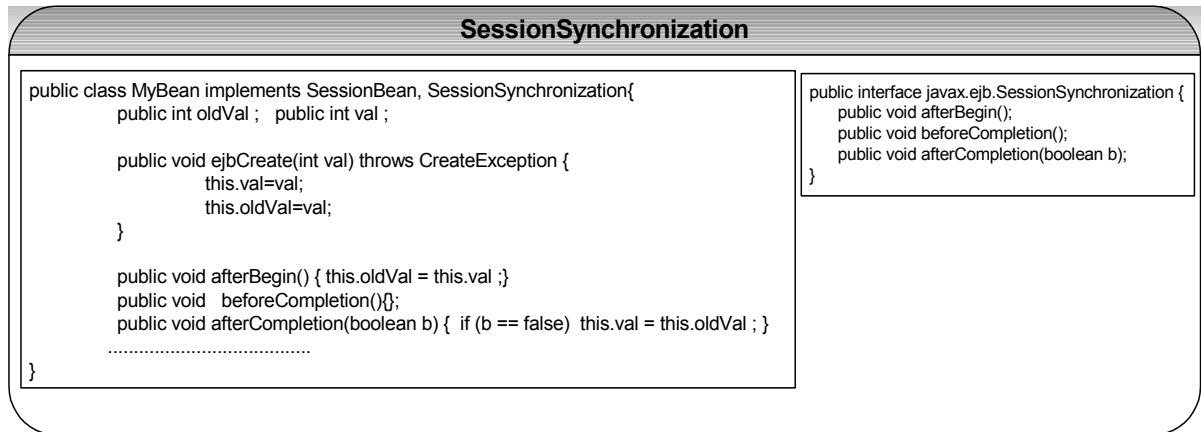 SessionSynchronization
public class MyBean implements SessionBean, SessionSynchronization{
public int oldVal ; public int val ;
public void ejbCreate(int val) throws CreateException {
this.val=val;
this.oldVal=val;
}
public void afterBegin() { this.oldVal = this.val ;}
public void beforeCompletion(){};
public void afterCompletion(boolean b) { if (b == false) this.val = this.oldVal ; }
.......................................
}
public interface javax.ejb.SessionSynchronization {
public void afterBegin();
public void beforeCompletion();
public void afterCompletion(boolean b);
}